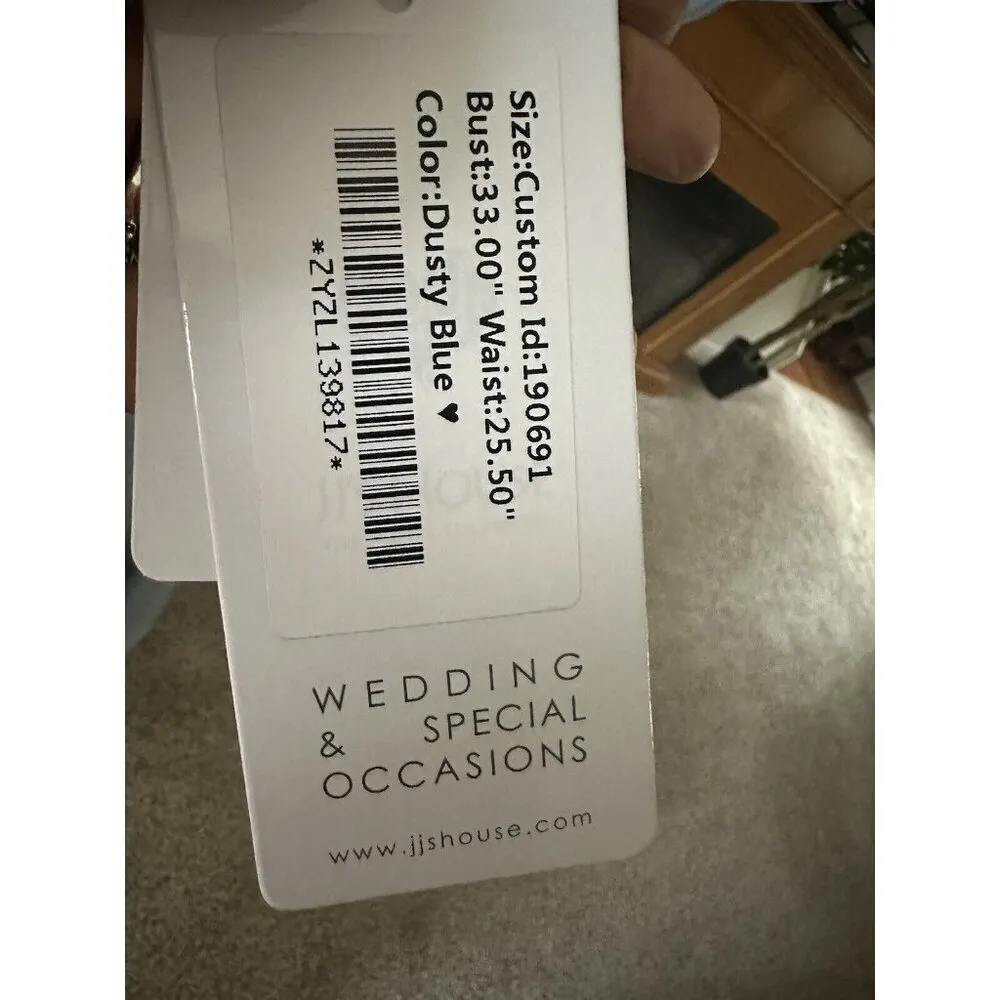 Size:Custom Id:190691
Bust:33.00" Waist:25.50"
Color:Dusty Blue ♥
*ZYZL139817*
WEDDING
& SPECIAL
OCCASIONS
www.jjshouse.com